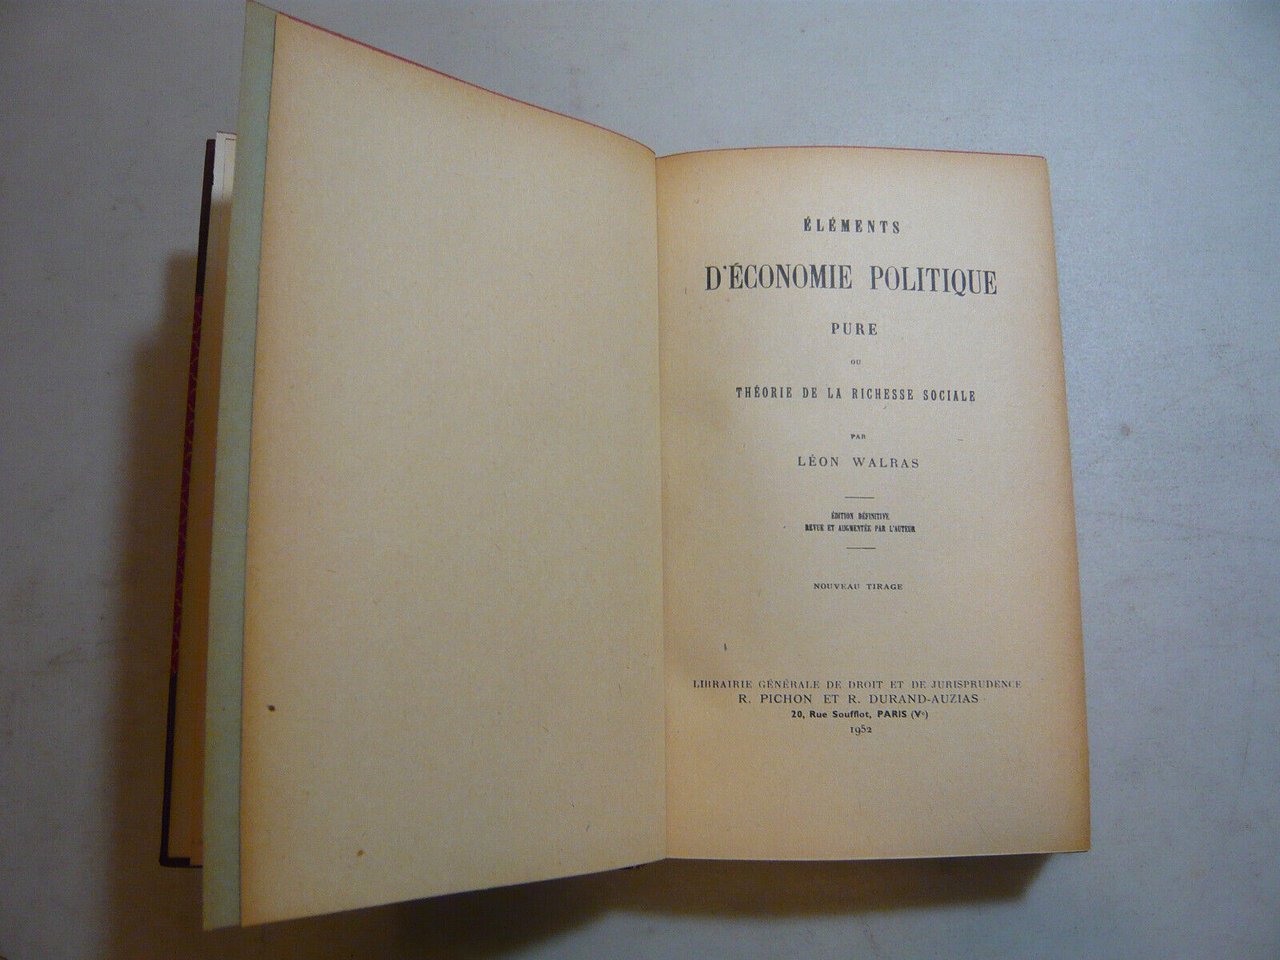 ÉLÉMENTS
D'ÉCONOMIE POLITIQUE
PURE
OU
THÉORIE DE LA RICHESSE SOCIALE
PAR
LÉON WALRAS
ÉDITION DÉFINITIVE
REVUE ET AUGMENTÉE PAR L'AUTEUR
NOUVEAU TIRAGE
LIBRAIRIE GÉNÉRALE DE DROIT ET DE JURISPRUDENCE
R. PICHON ET R. DURAND-AUZIAS
20, Rue Soufflot, PARIS (Vᵉ)
1952